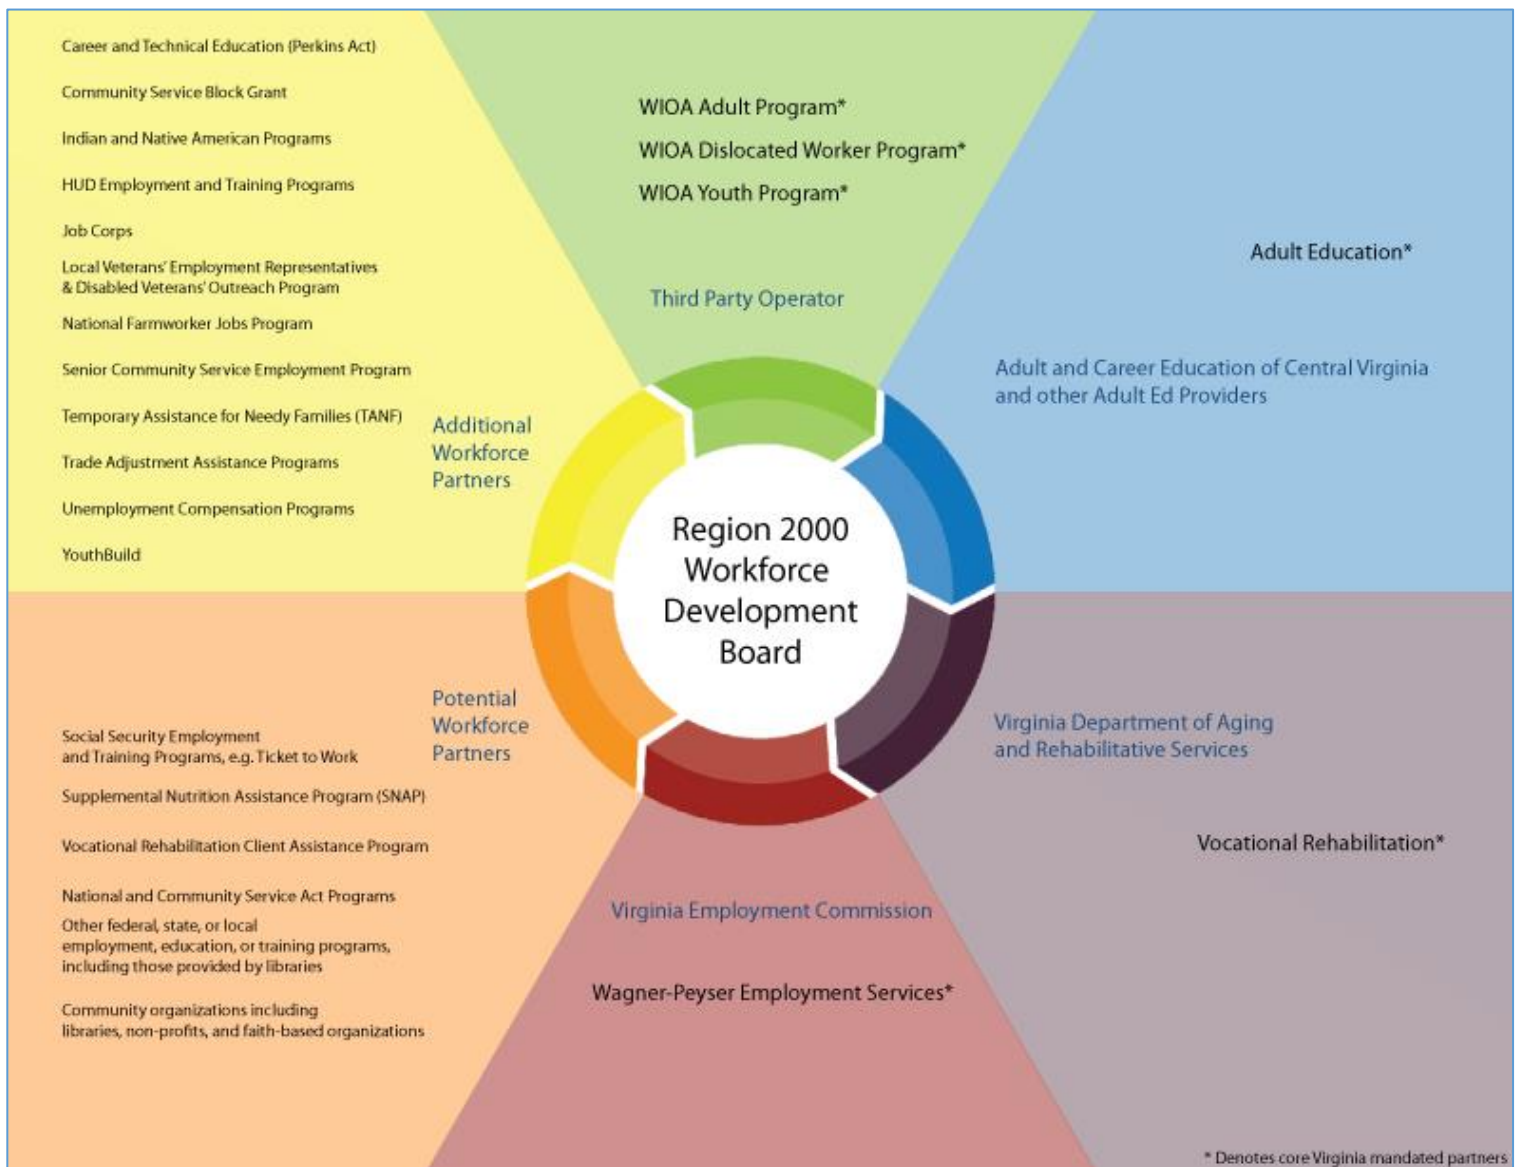 Career and Technical Education (Perkins Act)
Community Service Block Grant
Indian and Native American Programs
HUD Employment and Training Programs
Job Corps
Local Veterans' Employment Representatives
& Disabled Veterans' Outreach Program
National Farmworker Jobs Program
Senior Community Service Employment Program
Temporary Assistance for Needy Families (TANF)
Trade Adjustment Assistance Programs
Unemployment Compensation Programs
YouthBuild
Additional
Workforce
Partners
WIOA Adult Program*
WIOA Dislocated Worker Program*
WIOA Youth Program*
Third Party Operator
Adult Education*
Adult and Career Education of Central Virginia
and other Adult Ed Providers
Region 2000
Workforce
Development
Board
Potential
Workforce
Partners
Social Security Employment
and Training Programs, e.g. Ticket to Work
Supplemental Nutrition Assistance Program (SNAP)
Vocational Rehabilitation Client Assistance Program
National and Community Service Act Programs
Other federal, state, or local
employment, education, or training programs,
including those provided by libraries
Community organizations including
libraries, non-profits, and faith-based organizations
Virginia Employment Commission
Wagner-Peyser Employment Services*
Virginia Department of Aging
and Rehabilitative Services
Vocational Rehabilitation*
* Denotes core Virginia mandated partners